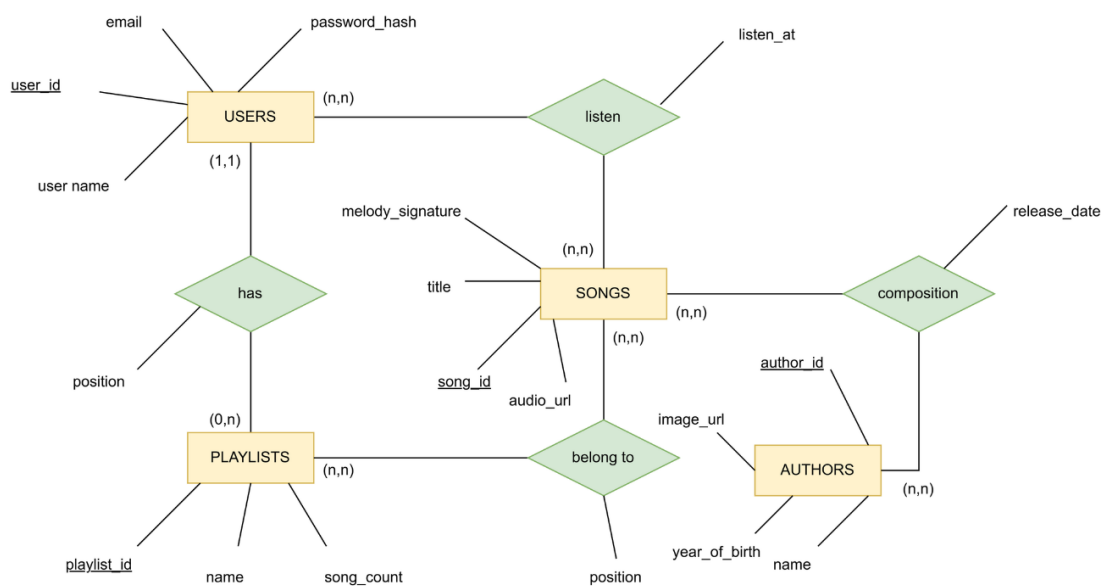 email
password_hash
listen_at
user_id
USERS
(n,n)
listen
(1,1)
user name
melody_signature
release_date
(n,n)
has
title
SONGS
composition
(n,n)
(n,n)
position
song_id
audio_url
author_id
(0,n)
image_url
PLAYLISTS
(n,n)
belong to
AUTHORS
(n,n)
playlist_id
name
song_count
position
year_of_birth
name